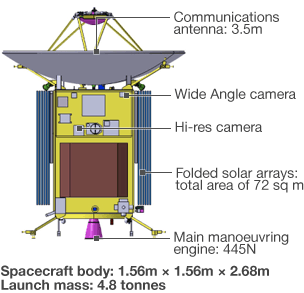 Communications
antenna: 3.5m
Wide Angle camera
Hi-res camera
Folded solar arrays:
total area of 72 sq m
Main manoeuvring
engine: 445N
Spacecraft body: 1.56m × 1.56m × 2.68m
Launch mass: 4.8 tonnes